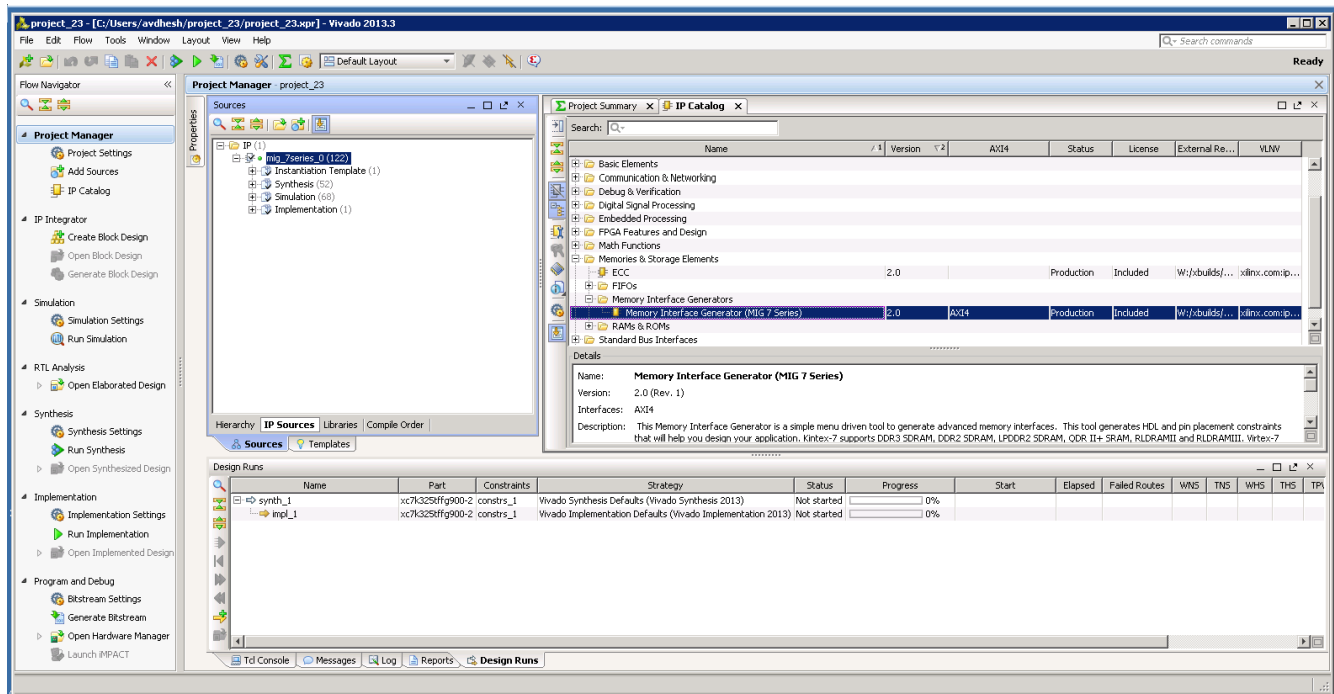 project_23 - [C:/Users/avdhesh/project_23/project_23.xpr] - Vivado 2013.3
File Edit Flow Tools Window Layout View Help
Search commands
Default Layout
Ready
Flow Navigator
Project Manager
Project Settings
Add Sources
IP Catalog
IP Integrator
Create Block Design
Open Block Design
Generate Block Design
Simulation
Simulation Settings
Run Simulation
RTL Analysis
Open Elaborated Design
Synthesis
Synthesis Settings
Run Synthesis
Open Synthesized Design
Implementation
Implementation Settings
Run Implementation
Open Implemented Design
Program and Debug
Bitstream Settings
Generate Bitstream
Open Hardware Manager
Launch iMPACT
Project Manager - project_23
Properties
Sources
IP (1)
mig_7series_0 (122)
Instantiation Template (1)
Synthesis (52)
Simulation (68)
Implementation (1)
Hierarchy IP Sources Libraries Compile Order
Sources Templates
Project Summary IP Catalog
Search:
Name /1 Version 2 AXI4 Status License External Re... VLNV
Basic Elements
Communication & Networking
Debug & Verification
Digital Signal Processing
Embedded Processing
FPGA Features and Design
Math Functions
Memories & Storage Elements
ECC 2.0 Production Included W:/xbuilds/... xilinx.com:ip...
FIFOs
Memory Interface Generators
Memory Interface Generator (MIG 7 Series) 2.0 AXI4 Production Included W:/xbuilds/... xilinx.com:ip...
RAMs & ROMs
Standard Bus Interfaces
Details
Name: Memory Interface Generator (MIG 7 Series)
Version: 2.0 (Rev. 1)
Interfaces: AXI4
Description: This Memory Interface Generator is a simple menu driven tool to generate advanced memory interfaces. This tool generates HDL and pin placement constraints
that will help you design your application. Kintex-7 supports DDR3 SDRAM, DDR2 SDRAM, LPDDR2 SDRAM, QDR II+ SRAM, RLDRAMII and RLDRAMIII. Virtex-7
Design Runs
Name Part Constraints Strategy Status Progress Start Elapsed Failed Routes WNS TNS WHS THS TPV
synth_1 xc7k325tffg900-2 constrs_1 Vivado Synthesis Defaults (Vivado Synthesis 2013) Not started 0%
impl_1 xc7k325tffg900-2 constrs_1 Vivado Implementation Defaults (Vivado Implementation 2013) Not started 0%
Tcl Console Messages Log Reports Design Runs